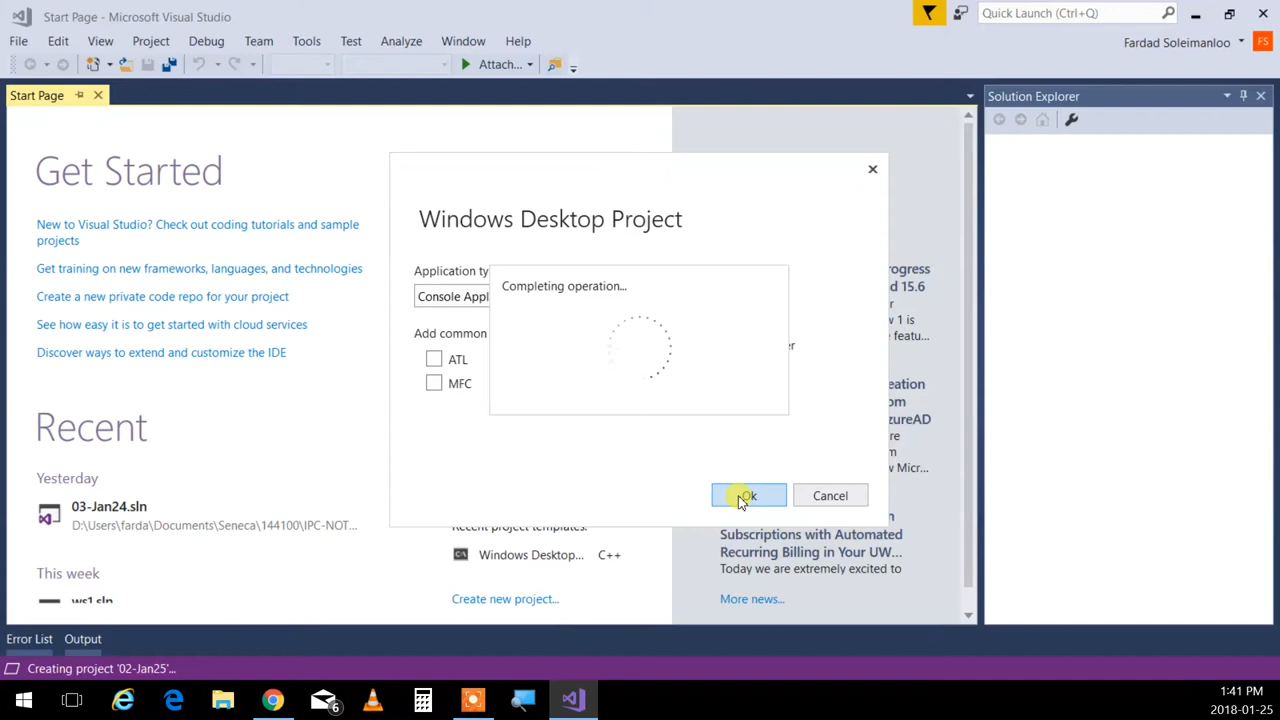 Start Page - Microsoft Visual Studio
Quick Launch (Ctrl+Q)
File Edit View Project Debug Team Tools Test Analyze Window Help
Fardad Soleimanloo FS
Attach...
Start Page
Solution Explorer
Get Started
New to Visual Studio? Check out coding tutorials and sample
projects
Get training on new frameworks, languages, and technologies
Create a new private code repo for your project
See how easy it is to get started with cloud services
Discover ways to extend and customize the IDE
Recent
Yesterday
03-Jan24.sln
D:\Users\farda\Documents\Seneca\144100\IPC-NOT...
This week
ws1.sln
Windows Desktop Project
Application ty
Console Appl
Add common
ATL
MFC
Completing operation...
er
Ok
Cancel
Recent project templates:
Windows Desktop... C++
Create new project...
rogress
d 15.6
w 1 is
featu...
eation
om
zureAD
re
w Micr...
n
Subscriptions with Automated
Recurring Billing in Your UW...
Today we are extremely excited to
More news...
Error List Output
Creating project '02-Jan25'...
6
1:41 PM
2018-01-25